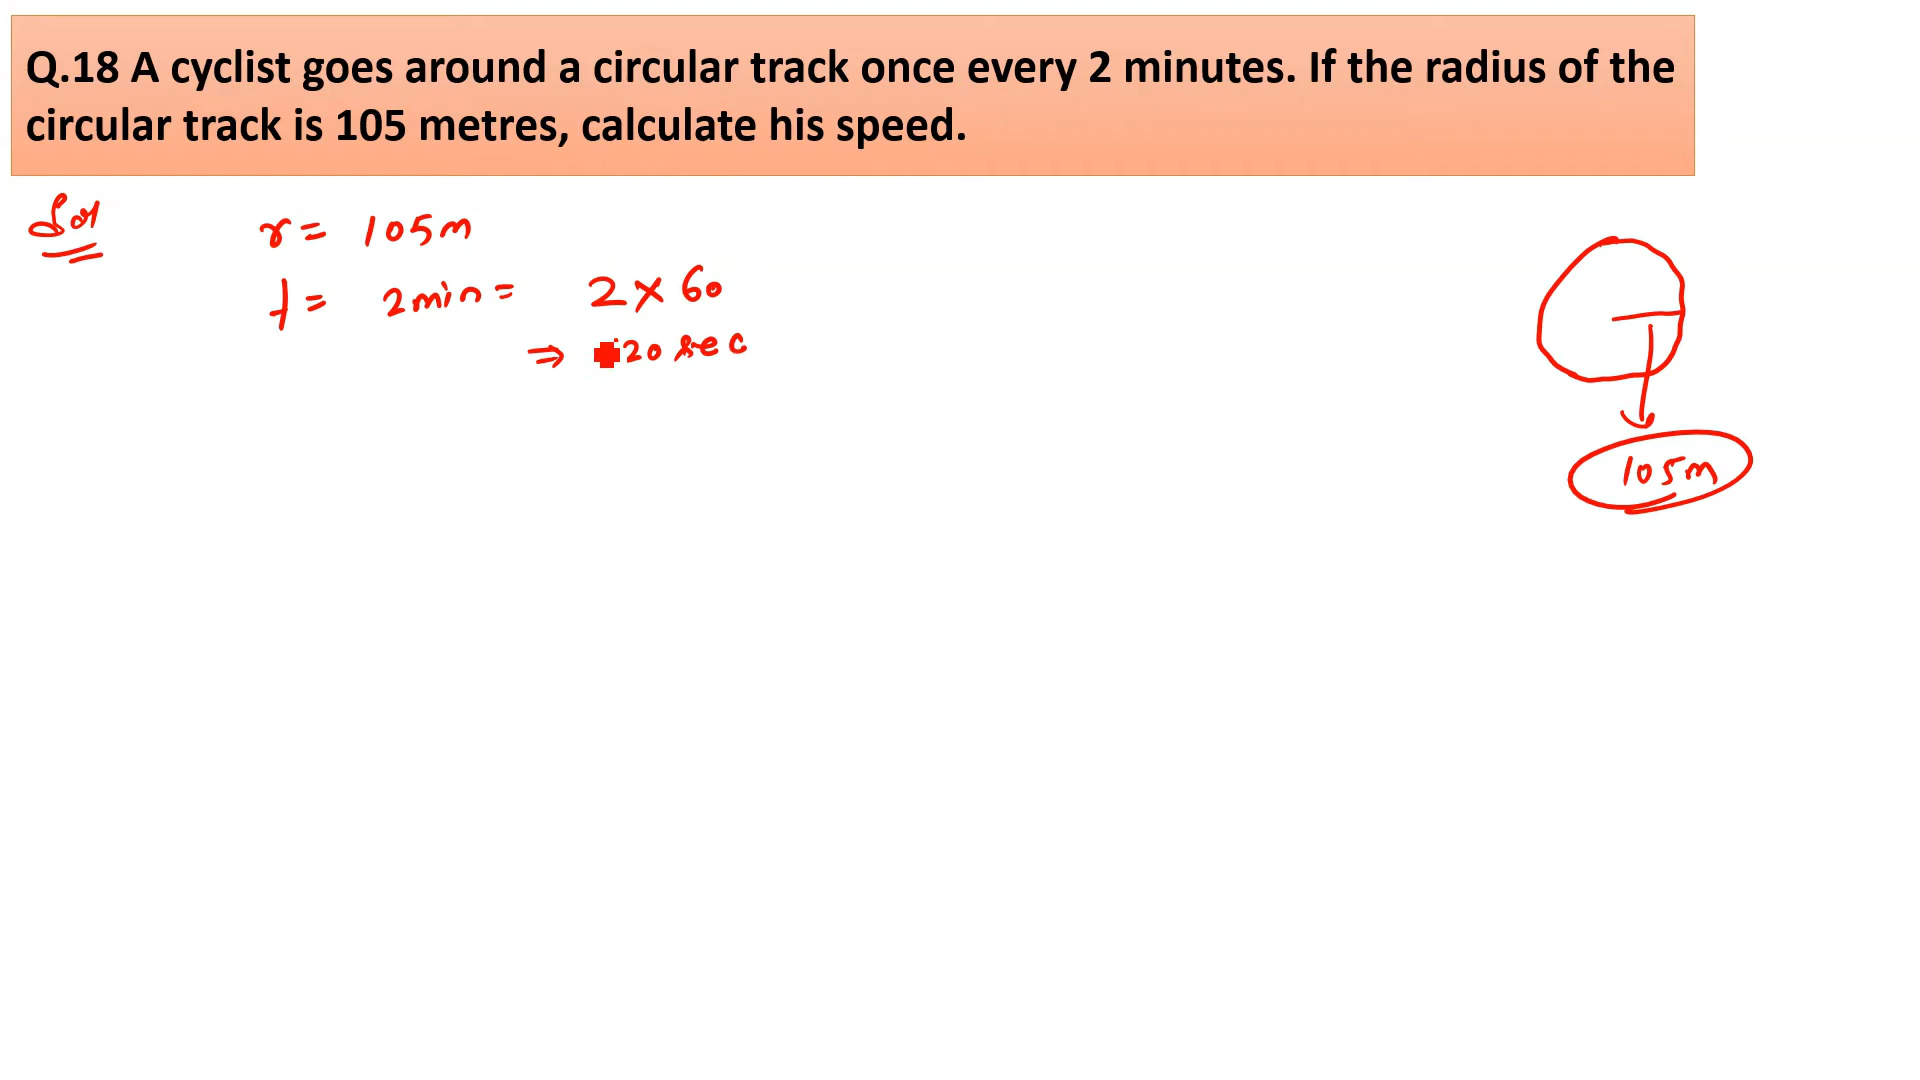 Q.18 A cyclist goes around a circular track once every 2 minutes. If the radius of the
circular track is 105 metres, calculate his speed.
Sol
r = 105m
t = 2min = 2 × 60
⇒ 20 sec
105m